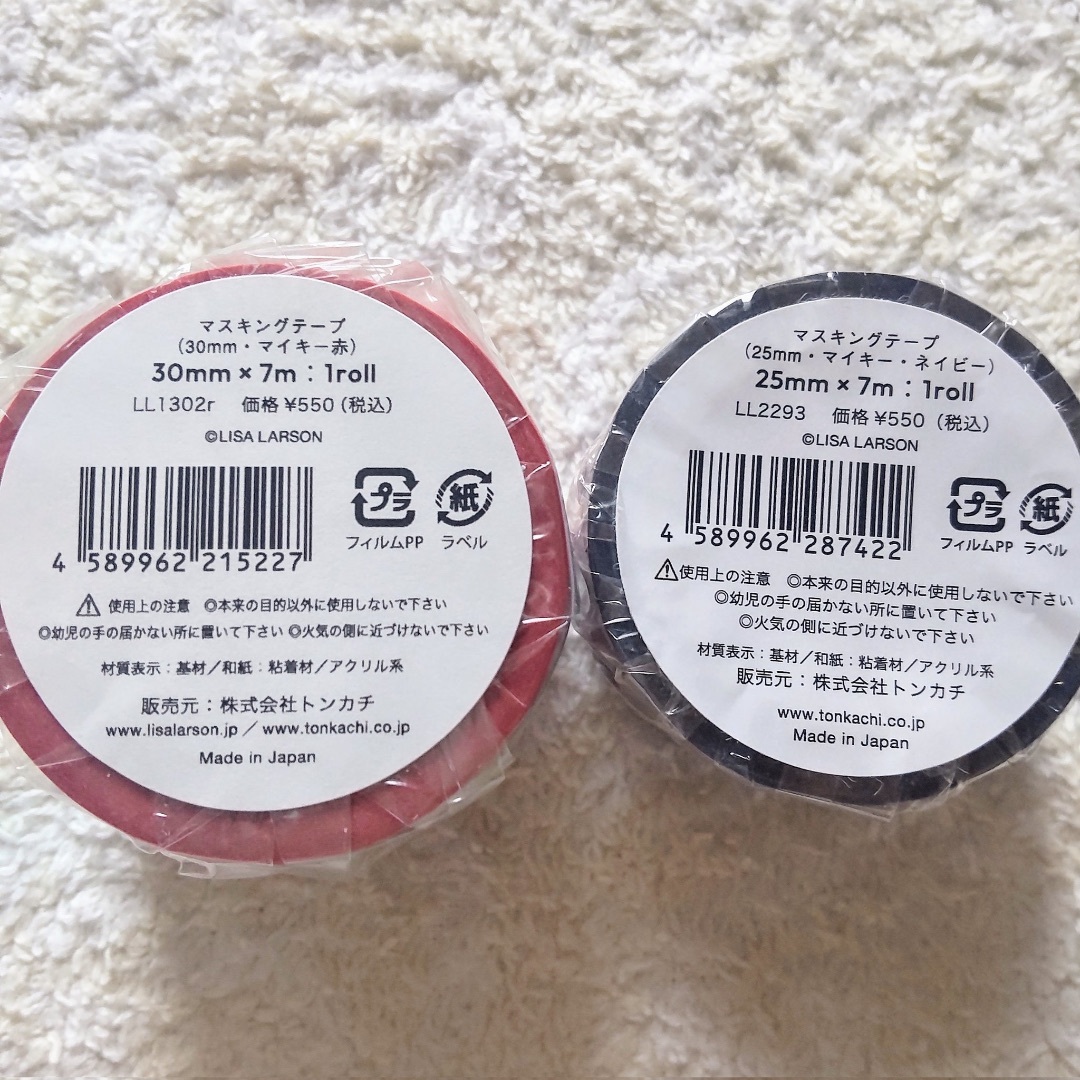 マスキングテープ
(30mm・マイキー赤)
30mm × 7m : 1roll
LL1302r 価格 ¥550 (税込)
©LISA LARSON
プラ 紙
フィルムPP ラベル
4 589962 215227
⚠ 使用上の注意 ◎本来の目的以外に使用しないで下さい
◎幼児の手の届かない所に置いて下さい ◎火気の側に近づけないで下さい
材質表示：基材／和紙：粘着材／アクリル系
販売元：株式会社トンカチ
www.lisalarson.jp / www.tonkachi.co.jp
Made in Japan
マスキングテープ
(25mm・マイキー・ネイビー)
25mm × 7m : 1roll
LL2293 価格 ¥550 (税込)
©LISA LARSON
プラ 紙
フィルムPP ラベル
4 589962 287422
⚠使用上の注意 ◎本来の目的以外に使用しないで下さい
◎幼児の手の届かない所に置いて下さい
◎火気の側に近づけないで下さい
材質表示：基材／和紙：粘着材／アクリル系
販売元：株式会社トンカチ
www.tonkachi.co.jp
Made in Japan